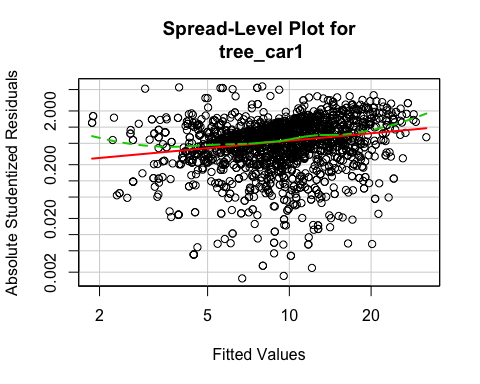 Spread-Level Plot for
tree_car1
Absolute Studentized Residuals
2.000
0.200
0.020
0.002
2 5 10 20
Fitted Values